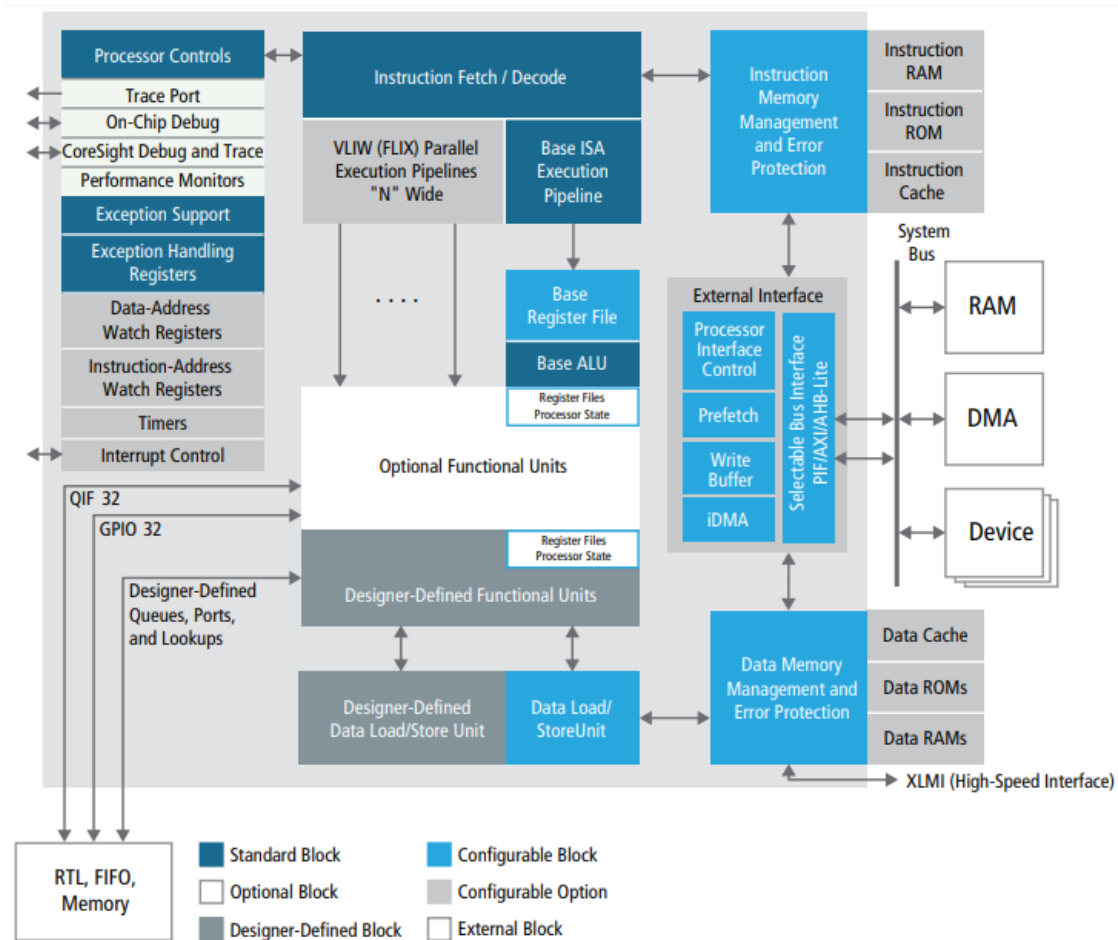 Processor Controls
Trace Port
On-Chip Debug
CoreSight Debug and Trace
Performance Monitors
Exception Support
Exception Handling
Registers
Data-Address
Watch Registers
Instruction-Address
Watch Registers
Timers
Interrupt Control
Instruction Fetch / Decode
VLIW (FLIX) Parallel
Execution Pipelines
"N" Wide
Base ISA
Execution
Pipeline
. . . .
Base
Register File
Base ALU
Register Files
Processor State
Optional Functional Units
Register Files
Processor State
Designer-Defined Functional Units
Designer-Defined
Data Load/Store Unit
Data Load/
StoreUnit
Instruction
Memory
Management
and Error
Protection
Instruction
RAM
Instruction
ROM
Instruction
Cache
External Interface
Processor
Interface
Control
Prefetch
Write
Buffer
iDMA
Selectable Bus Interface
PIF/AXI/AHB-Lite
System
Bus
RAM
DMA
Device
Data Memory
Management and
Error Protection
Data Cache
Data ROMs
Data RAMs
XLMI (High-Speed Interface)
QIF 32
GPIO 32
Designer-Defined
Queues, Ports,
and Lookups
RTL, FIFO,
Memory
Standard Block
Optional Block
Designer-Defined Block
Configurable Block
Configurable Option
External Block